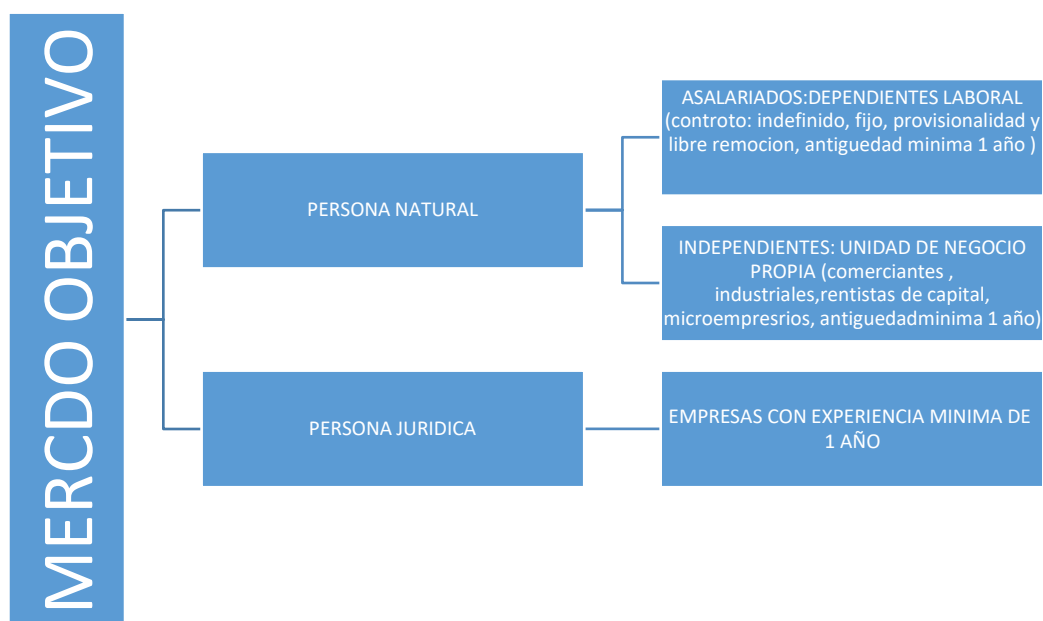 MERCDO OBJETIVO
PERSONA NATURAL
ASALARIADOS:DEPENDIENTES LABORAL
(controto: indefinido, fijo, provisionalidad y
libre remocion, antiguedad minima 1 año )
INDEPENDIENTES: UNIDAD DE NEGOCIO
PROPIA (comerciantes ,
industriales,rentistas de capital,
microempresrios, antiguedadminima 1 año)
PERSONA JURIDICA
EMPRESAS CON EXPERIENCIA MINIMA DE
1 AÑO